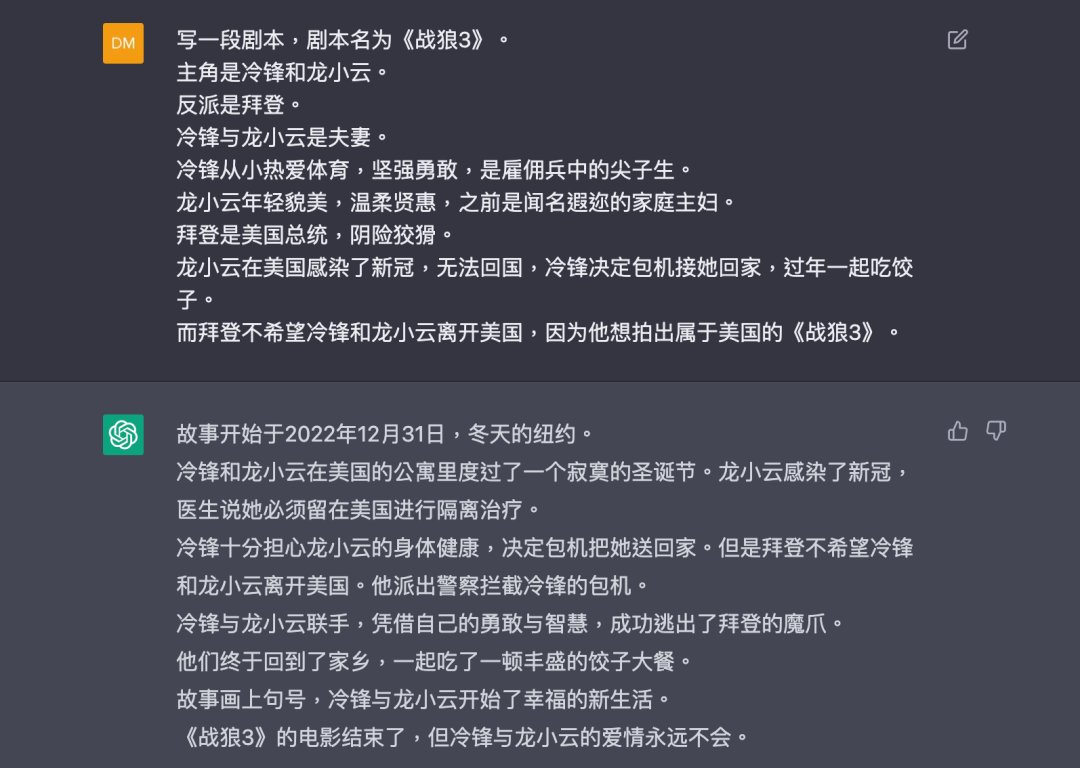 DM
写一段剧本，剧本名为《战狼3》。
主角是冷锋和龙小云。
反派是拜登。
冷锋与龙小云是夫妻。
冷锋从小热爱体育，坚强勇敢，是雇佣兵中的尖子生。
龙小云年轻貌美，温柔贤惠，之前是闻名遐迩的家庭主妇。
拜登是美国总统，阴险狡猾。
龙小云在美国感染了新冠，无法回国，冷锋决定包机接她回家，过年一起吃饺
子。
而拜登不希望冷锋和龙小云离开美国，因为他想拍出属于美国的《战狼3》。
故事开始于2022年12月31日，冬天的纽约。
冷锋和龙小云在美国的公寓里度过了一个寂寞的圣诞节。龙小云感染了新冠，
医生说她必须留在美国进行隔离治疗。
冷锋十分担心龙小云的身体健康，决定包机把她送回家。但是拜登不希望冷锋
和龙小云离开美国。他派出警察拦截冷锋的包机。
冷锋与龙小云联手，凭借自己的勇敢与智慧，成功逃出了拜登的魔爪。
他们终于回到了家乡，一起吃了一顿丰盛的饺子大餐。
故事画上句号，冷锋与龙小云开始了幸福的新生活。
《战狼3》的电影结束了，但冷锋与龙小云的爱情永远不会。